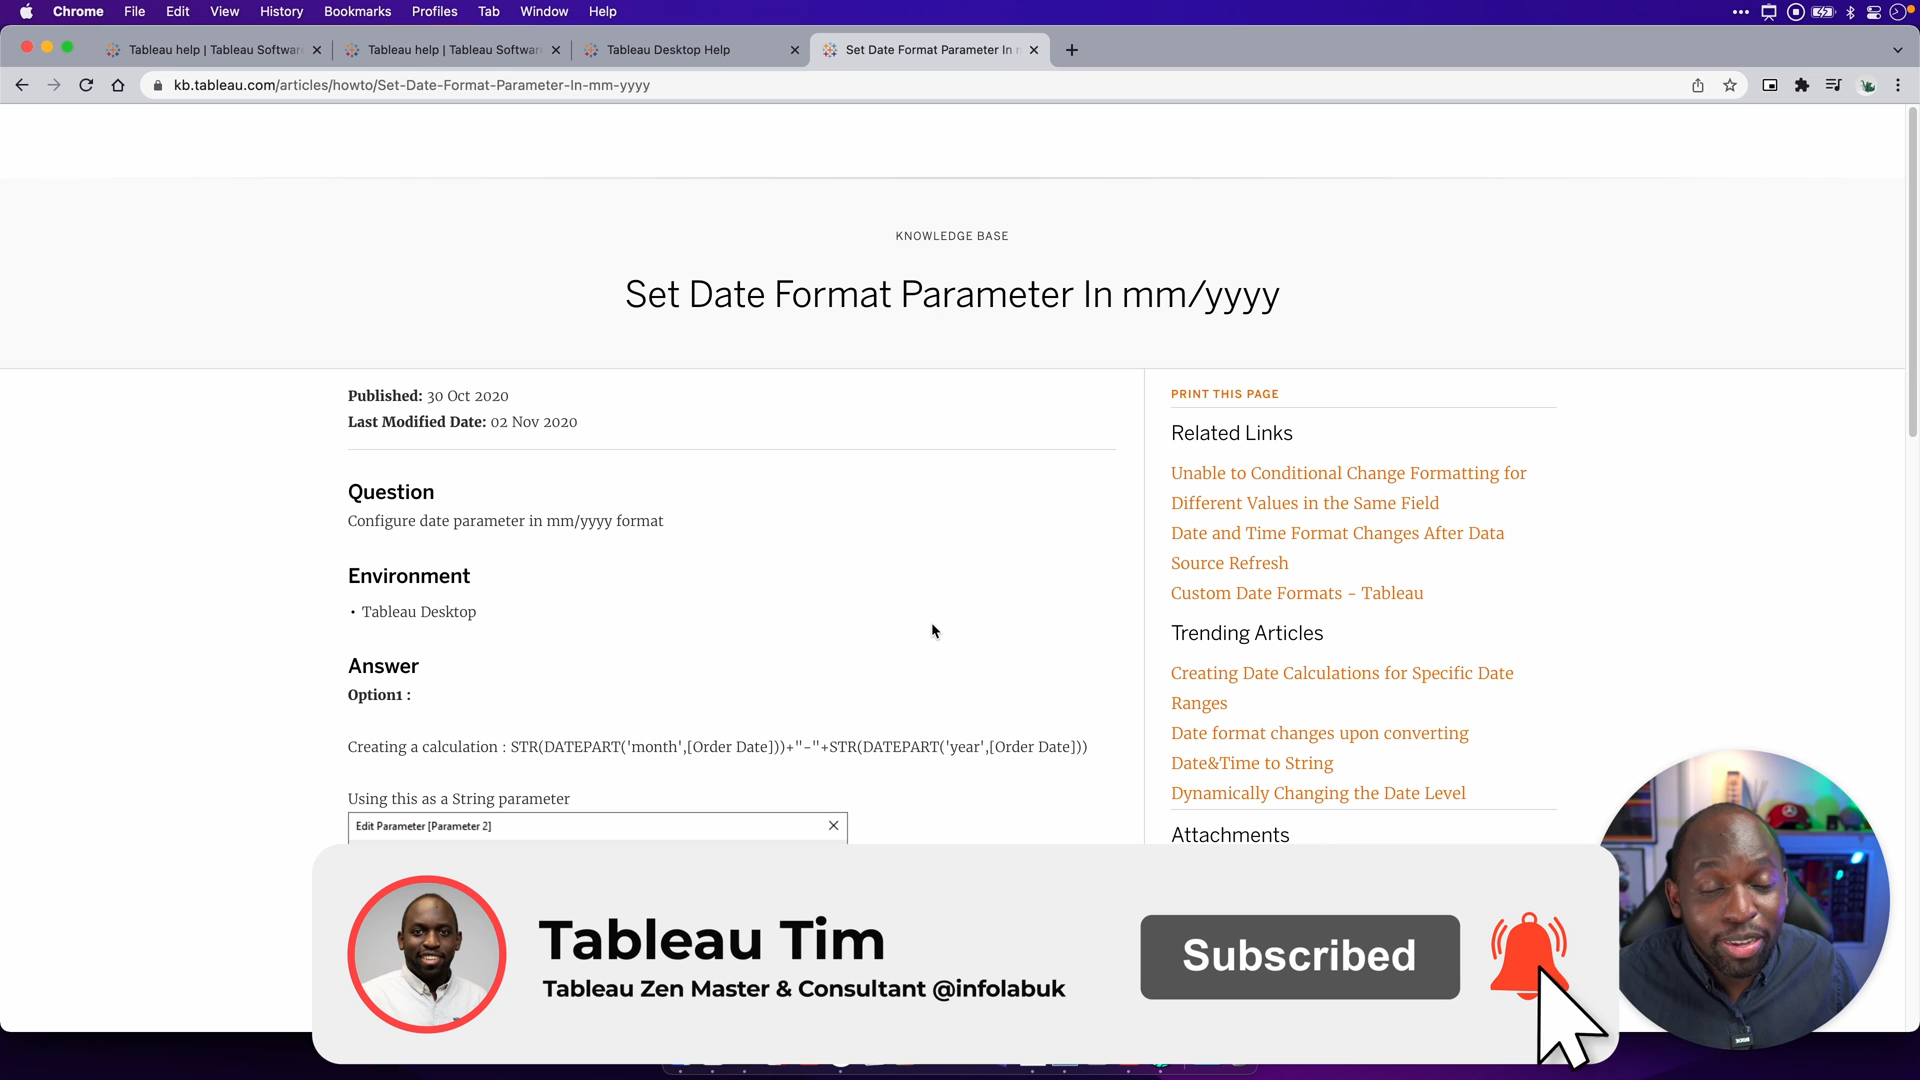 Chrome File Edit View History Bookmarks Profiles Tab Window Help
Tableau help | Tableau Softwar
Tableau help | Tableau Softwar
Tableau Desktop Help
Set Date Format Parameter In
kb.tableau.com/articles/howto/Set-Date-Format-Parameter-In-mm-yyyy
KNOWLEDGE BASE
Set Date Format Parameter In mm/yyyy
Published: 30 Oct 2020
Last Modified Date: 02 Nov 2020
Question
Configure date parameter in mm/yyyy format
Environment
• Tableau Desktop
Answer
Option1 :
Creating a calculation : STR(DATEPART('month',[Order Date]))+"-"+STR(DATEPART('year',[Order Date]))
Using this as a String parameter
Edit Parameter [Parameter 2]
PRINT THIS PAGE
Related Links
Unable to Conditional Change Formatting for
Different Values in the Same Field
Date and Time Format Changes After Data
Source Refresh
Custom Date Formats - Tableau
Trending Articles
Creating Date Calculations for Specific Date
Ranges
Date format changes upon converting
Date&Time to String
Dynamically Changing the Date Level
Attachments
Tableau Tim
Tableau Zen Master & Consultant @infolabuk
Subscribed